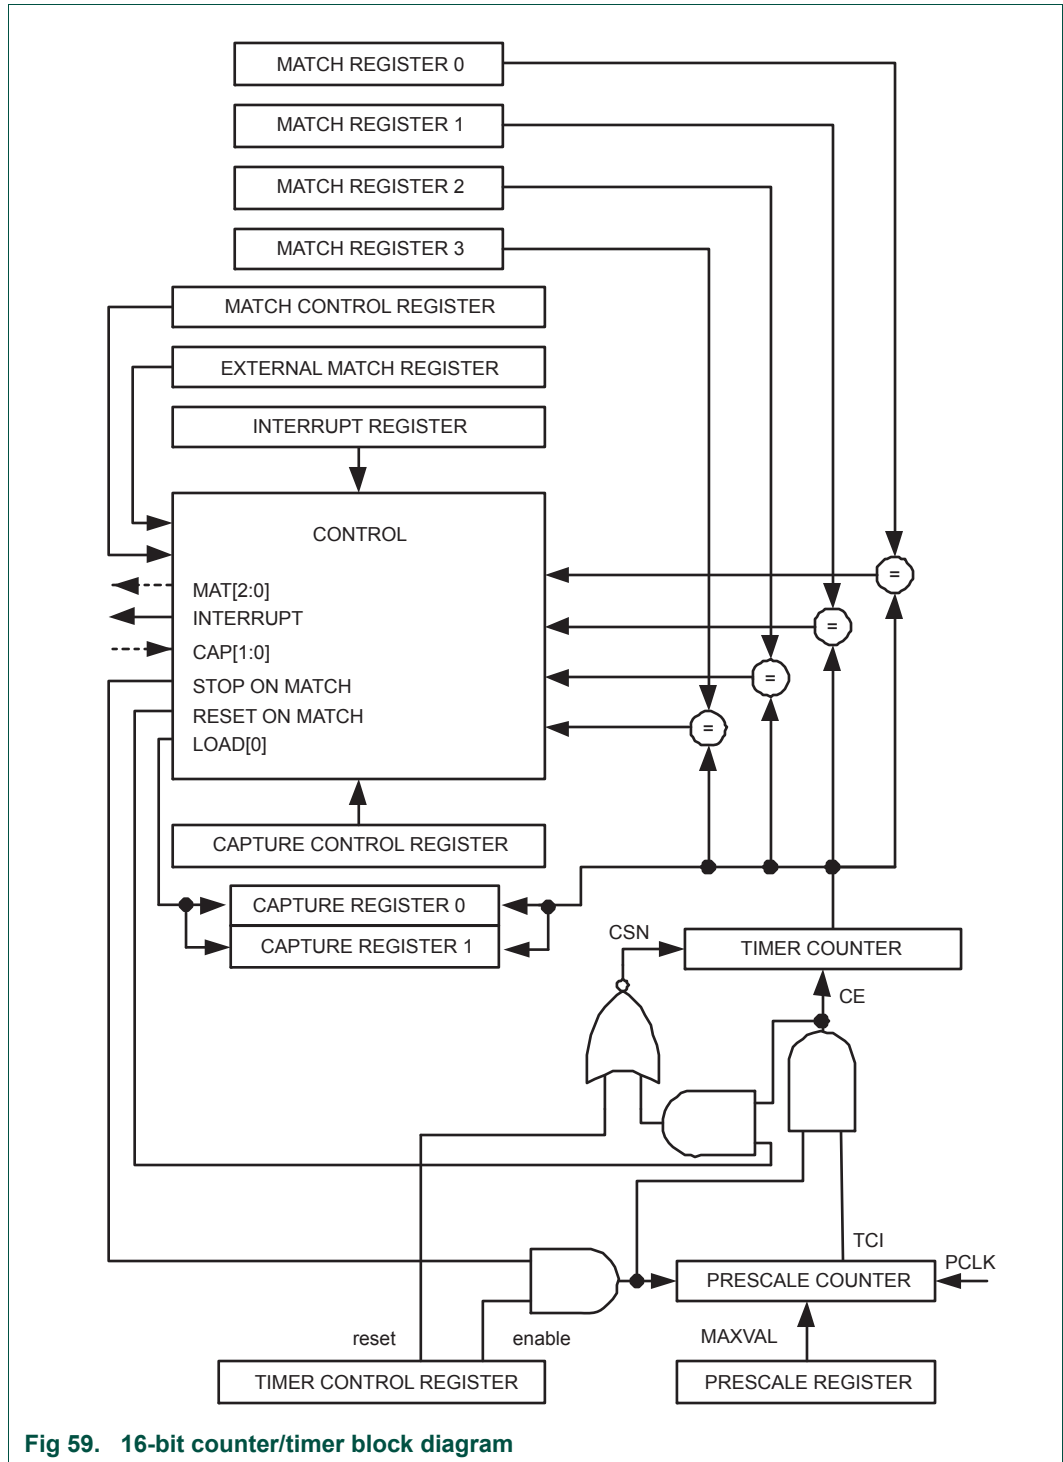 MATCH REGISTER 0
MATCH REGISTER 1
MATCH REGISTER 2
MATCH REGISTER 3
MATCH CONTROL REGISTER
EXTERNAL MATCH REGISTER
INTERRUPT REGISTER
CONTROL
=
MAT[2:0]
INTERRUPT
=
CAP[1:0]
=
STOP ON MATCH
RESET ON MATCH
=
LOAD[0]
CAPTURE CONTROL REGISTER
CAPTURE REGISTER 0
CAPTURE REGISTER 1
CSN
TIMER COUNTER
CE
TCI
PCLK
PRESCALE COUNTER
reset
enable
MAXVAL
TIMER CONTROL REGISTER
PRESCALE REGISTER
Fig 59. 16-bit counter/timer block diagram